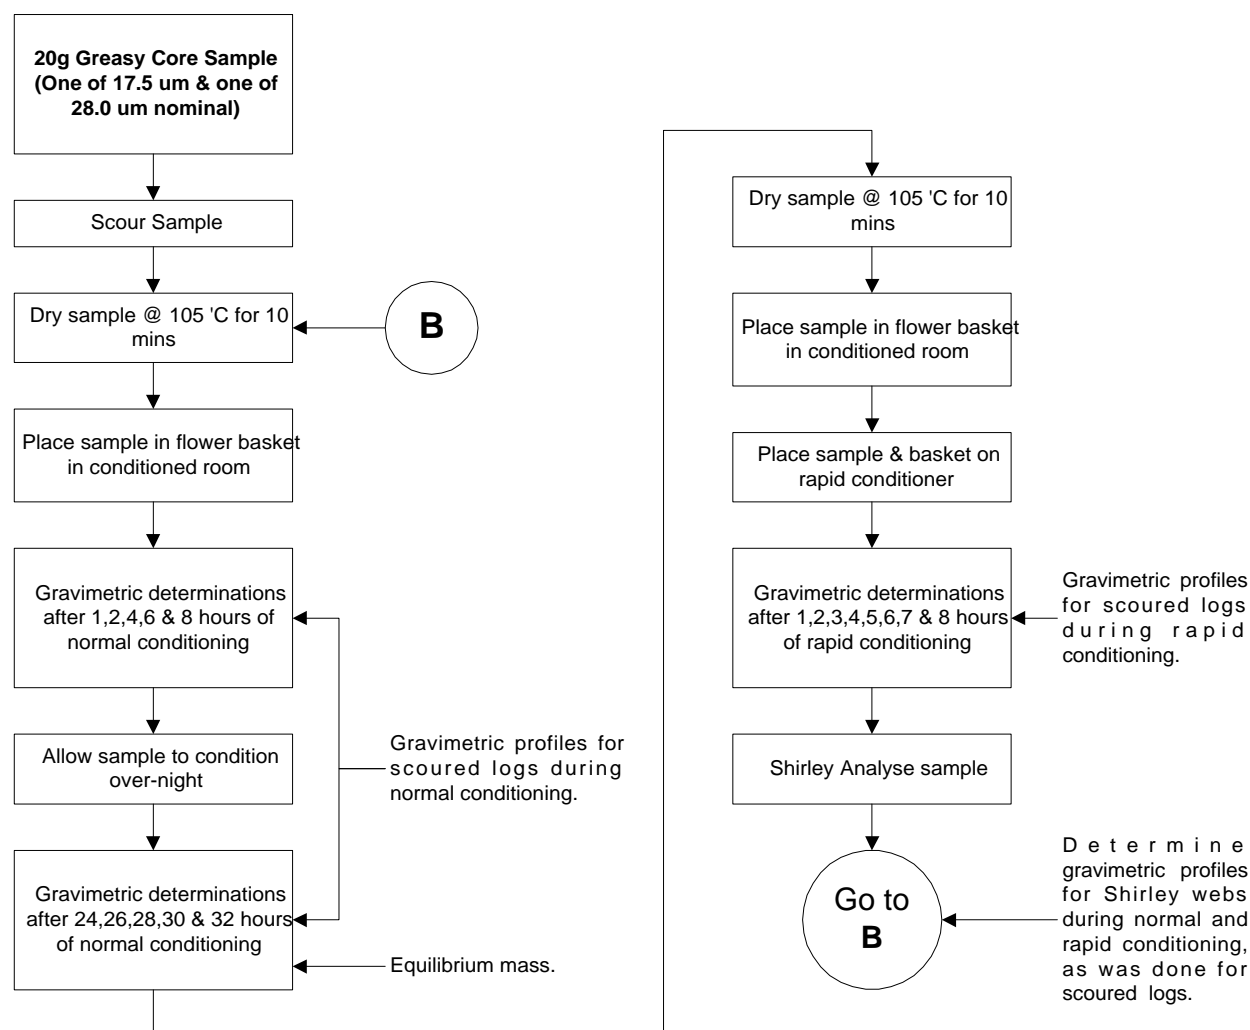 20g Greasy Core Sample
(One of 17.5 um & one of
28.0 um nominal)
Scour Sample
Dry sample @ 105 'C for 10
mins
B
Place sample in flower basket
in conditioned room
Gravimetric determinations
after 1,2,4,6 & 8 hours of
normal conditioning
Allow sample to condition
over-night
Gravimetric profiles for
scoured logs during
normal conditioning.
Gravimetric determinations
after 24,26,28,30 & 32 hours
of normal conditioning
Equilibrium mass.
Dry sample @ 105 'C for 10
mins
Place sample in flower basket
in conditioned room
Place sample & basket on
rapid conditioner
Gravimetric determinations
after 1,2,3,4,5,6,7 & 8 hours
of rapid conditioning
Gravimetric profiles
for scoured logs
during rapid
conditioning.
Shirley Analyse sample
Go to
B
Determine
gravimetric profiles
for Shirley webs
during normal and
rapid conditioning,
as was done for
scoured logs.